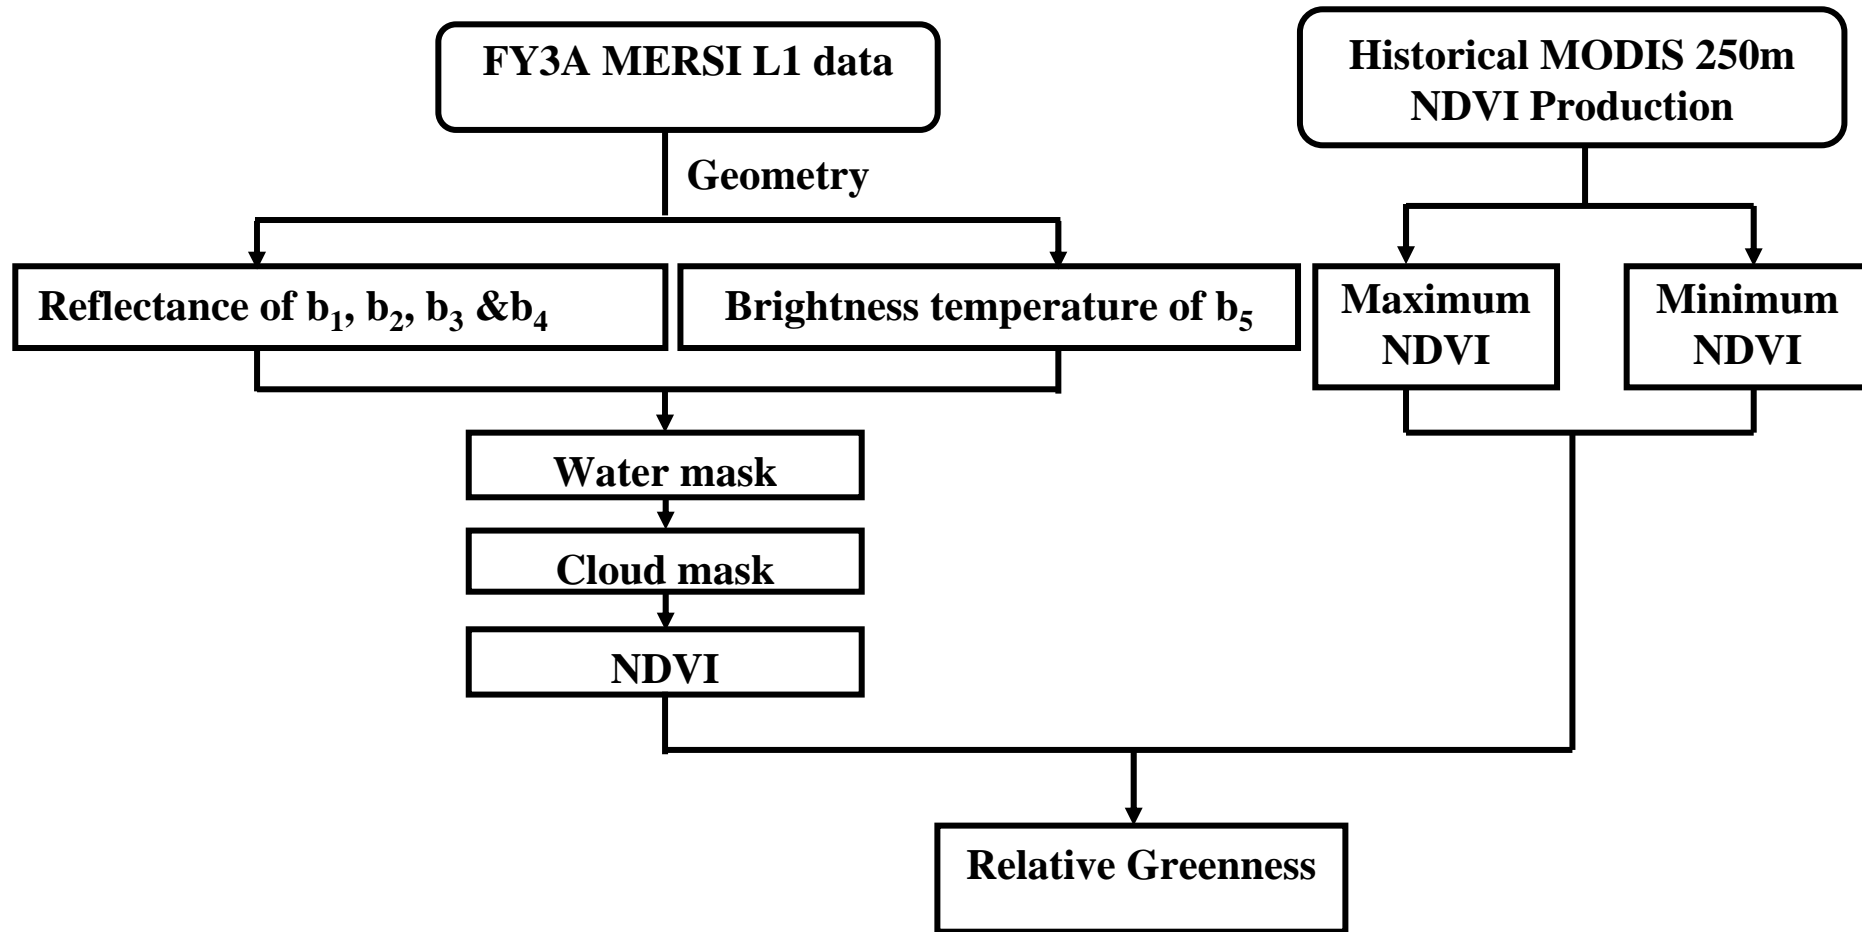 FY3A MERSI L1 data
Historical MODIS 250m
NDVI Production
Geometry
Reflectance of b₁, b₂, b₃ &b₄
Brightness temperature of b₅
Maximum
NDVI
Minimum
NDVI
Water mask
Cloud mask
NDVI
Relative Greenness